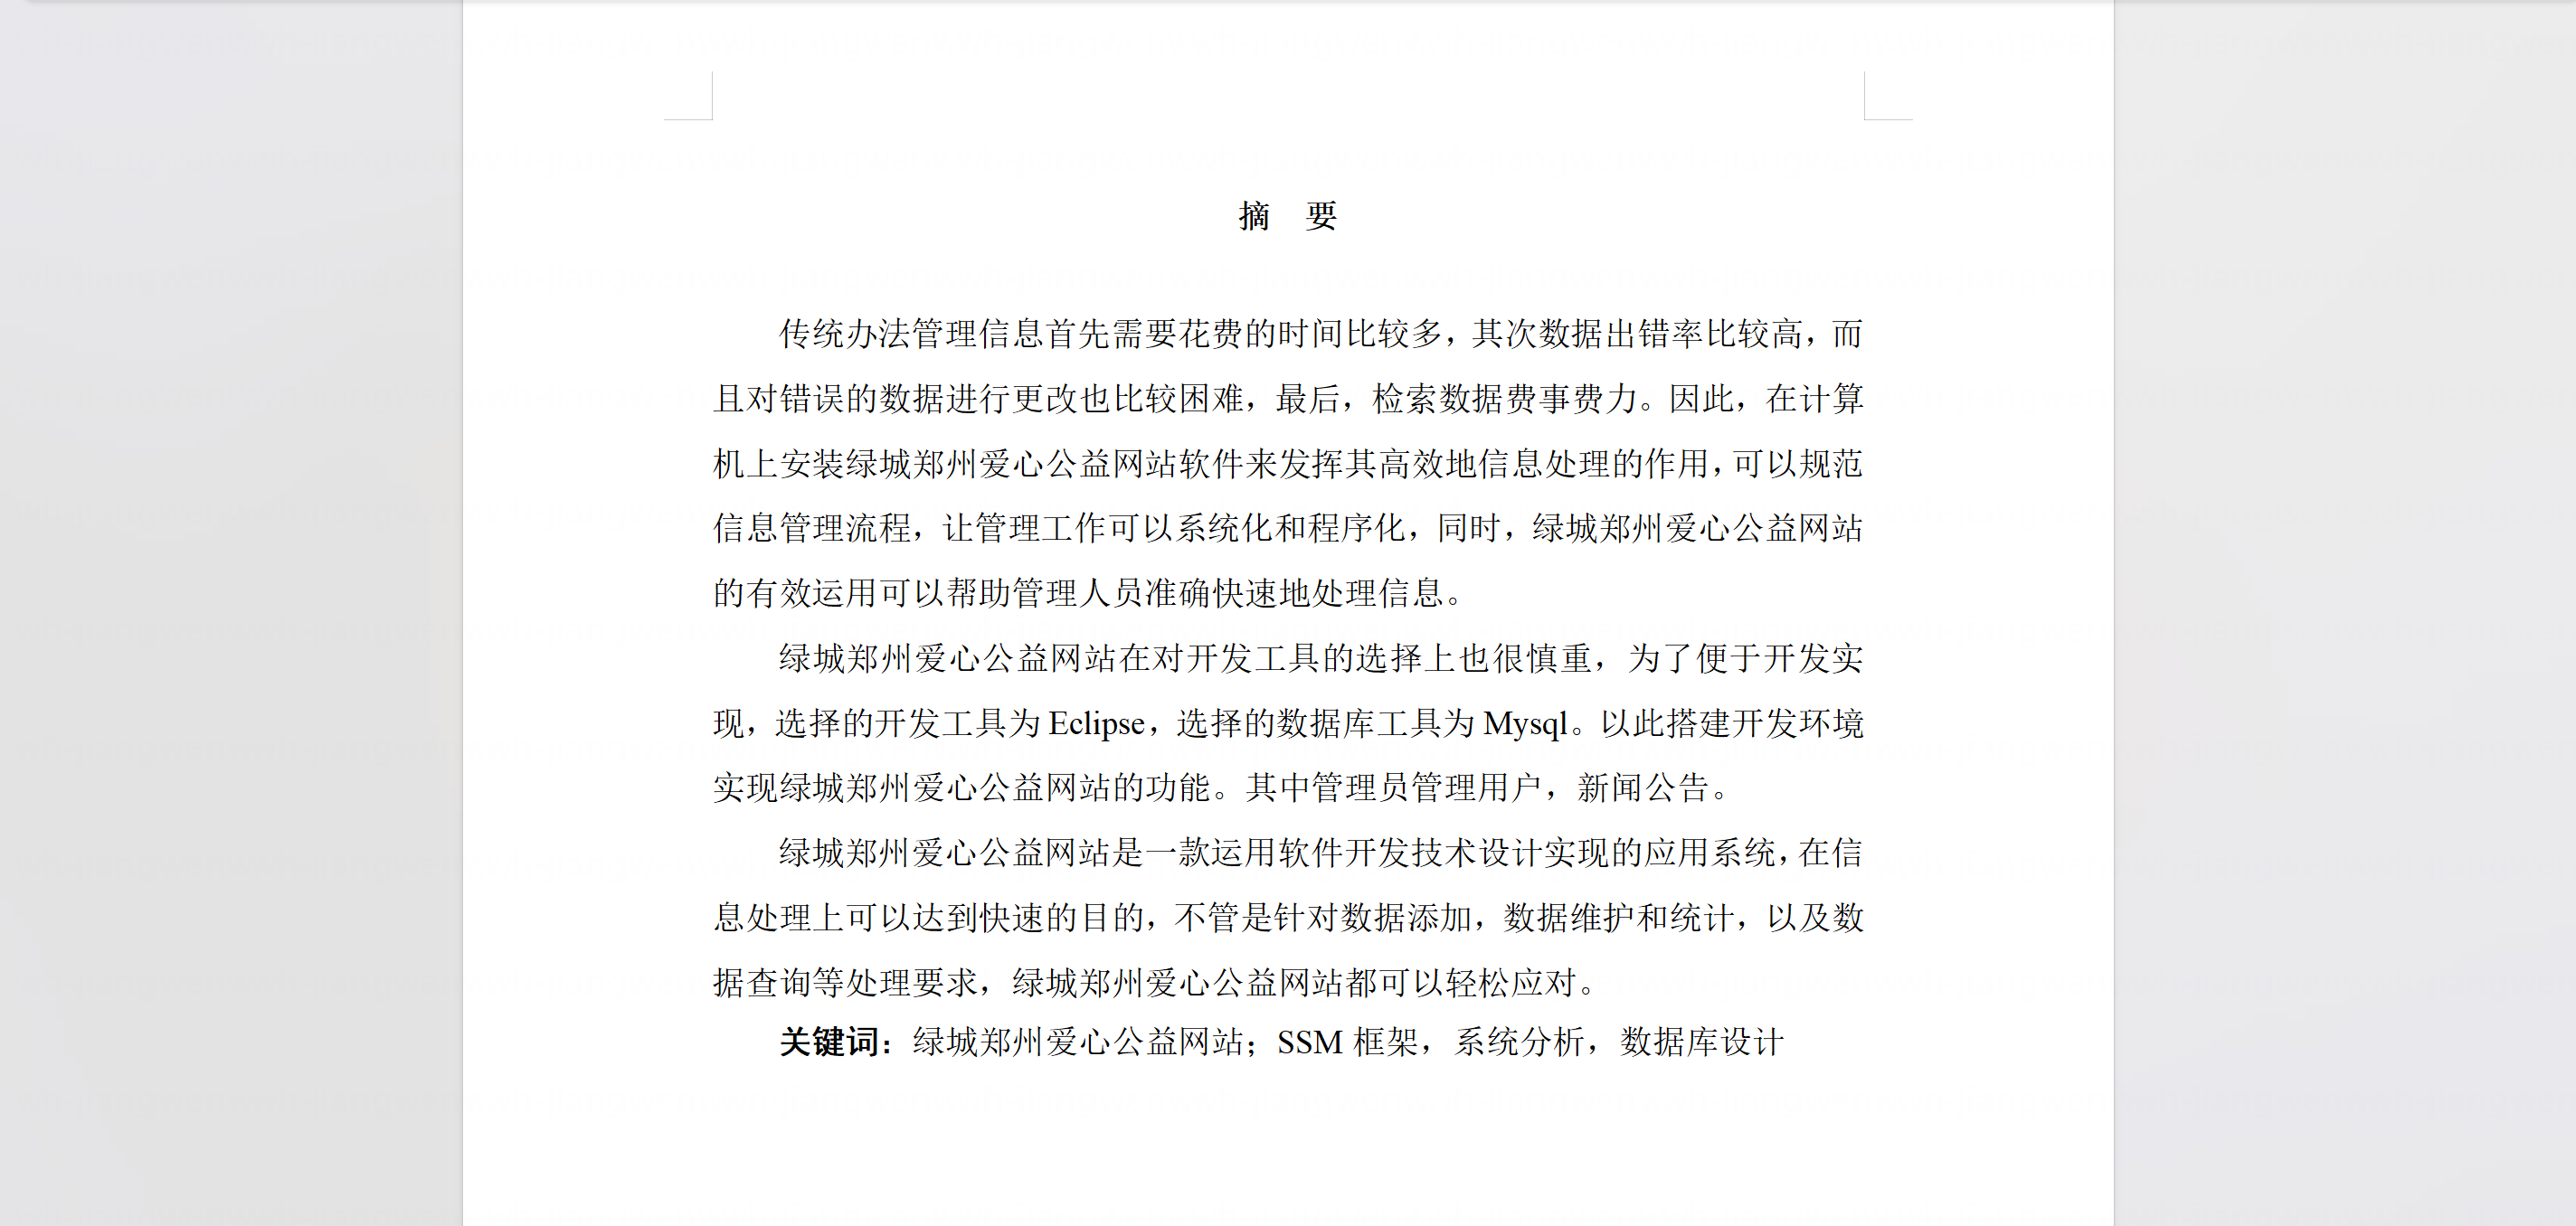 摘 要
传统办法管理信息首先需要花费的时间比较多，其次数据出错率比较高，而
且对错误的数据进行更改也比较困难，最后，检索数据费事费力。因此，在计算
机上安装绿城郑州爱心公益网站软件来发挥其高效地信息处理的作用，可以规范
信息管理流程，让管理工作可以系统化和程序化，同时，绿城郑州爱心公益网站
的有效运用可以帮助管理人员准确快速地处理信息。
绿城郑州爱心公益网站在对开发工具的选择上也很慎重，为了便于开发实
现，选择的开发工具为 Eclipse，选择的数据库工具为 Mysql。以此搭建开发环境
实现绿城郑州爱心公益网站的功能。其中管理员管理用户，新闻公告。
绿城郑州爱心公益网站是一款运用软件开发技术设计实现的应用系统，在信
息处理上可以达到快速的目的，不管是针对数据添加，数据维护和统计，以及数
据查询等处理要求，绿城郑州爱心公益网站都可以轻松应对。
关键词：绿城郑州爱心公益网站；SSM 框架，系统分析，数据库设计